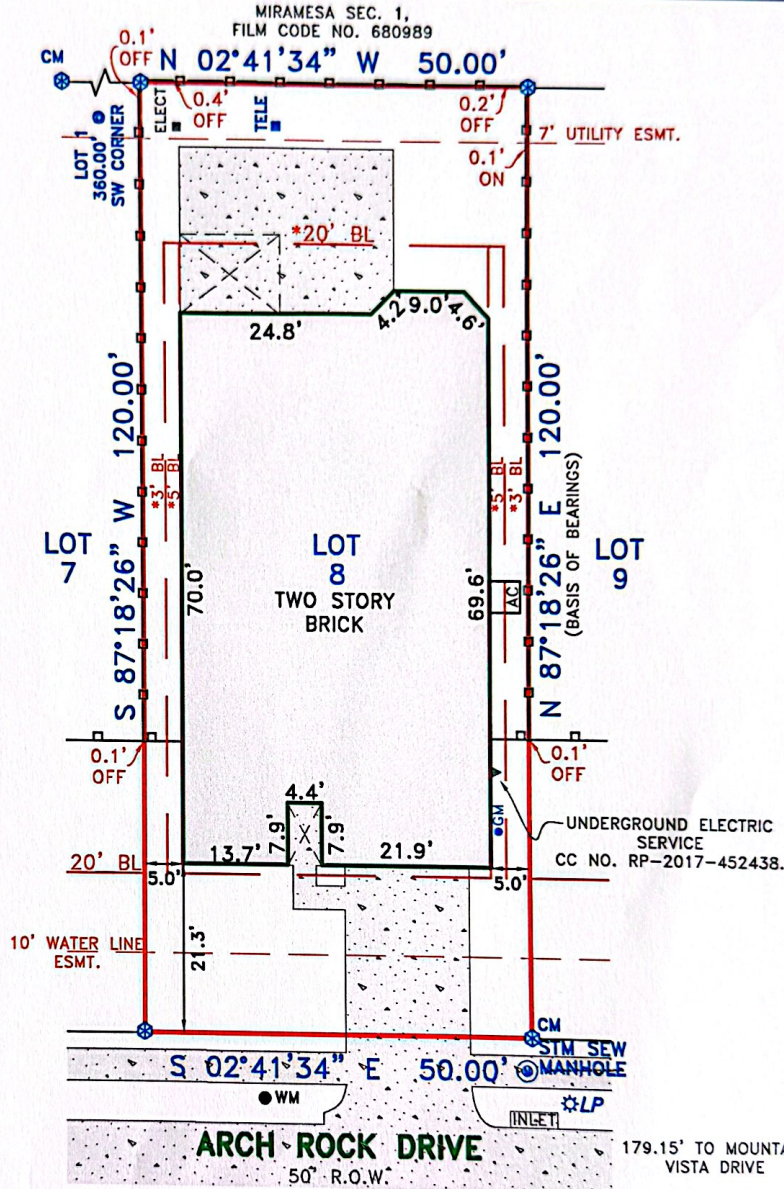 MIRAMESA SEC. 1,
FILM CODE NO. 680989
0.1'
OFF
CM
N 02°41'34" W 50.00'
0.4'
OFF
0.2'
OFF
ELECT
TELE
LOT 1
360.00' @
SW CORNER
7' UTILITY ESMT.
0.1'
ON
*20' BL
24.8'
4.2'
9.0'
4.6'
S 87°18'26" W 120.00'
*3' BL
*5' BL
*5' BL
*3' BL
N 87°18'26" E 120.00'
(BASIS OF BEARINGS)
LOT
7
LOT
8
TWO STORY
BRICK
LOT
9
70.0'
69.6'
AC
0.1'
OFF
0.1'
OFF
4.4'
7.9'
7.9'
GM
UNDERGROUND ELECTRIC
SERVICE
CC NO. RP-2017-452438.
13.7'
21.9'
20' BL
5.0'
5.0'
21.3'
10' WATER LINE
ESMT.
CM
STM SEW
MANHOLE
S 02°41'34" E 50.00'
WM
LP
INLET
ARCH ROCK DRIVE
50' R.O.W.
179.15' TO MOUNTA
VISTA DRIVE